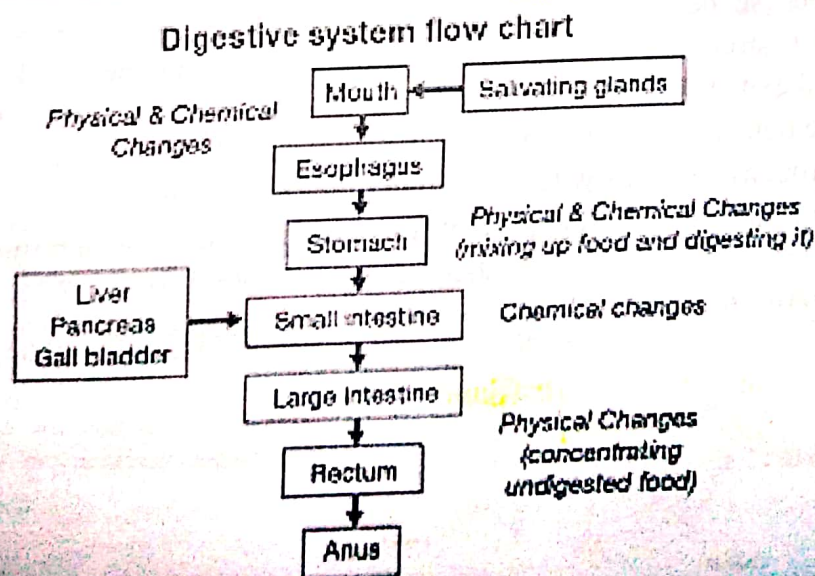 Digestive system flow chart
Mouth
Salivating glands
Physical & Chemical
Changes
Esophagus
Stomach
Physical & Chemical Changes
(mixing up food and digesting it)
Liver
Pancreas
Gall bladder
Small intestine
Chemical changes
Large Intestine
Physical Changes
(concentrating
undigested food)
Rectum
Anus